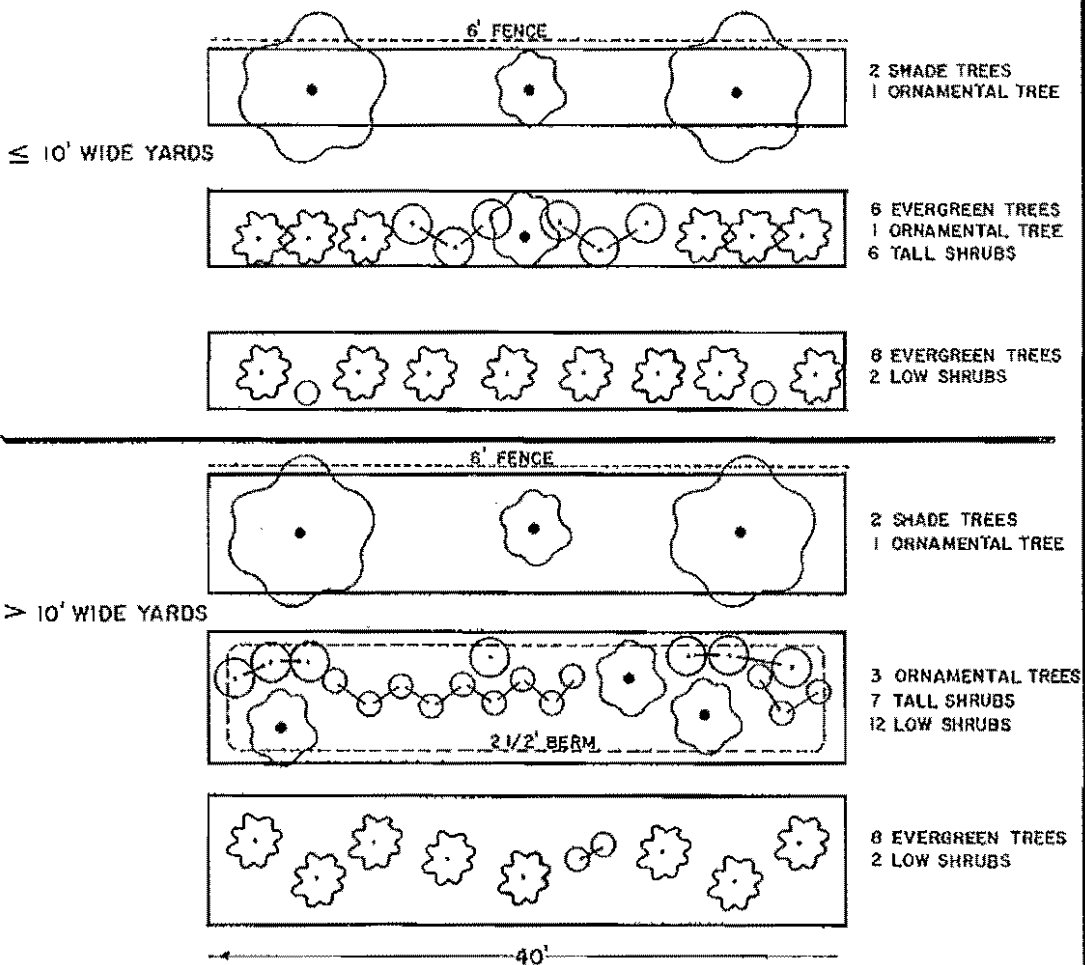 6' FENCE
2 SHADE TREES
1 ORNAMENTAL TREE
≤ 10' WIDE YARDS
6 EVERGREEN TREES
1 ORNAMENTAL TREE
6 TALL SHRUBS
8 EVERGREEN TREES
2 LOW SHRUBS
6' FENCE
2 SHADE TREES
1 ORNAMENTAL TREE
> 10' WIDE YARDS
3 ORNAMENTAL TREES
7 TALL SHRUBS
12 LOW SHRUBS
2 1/2' BERM
8 EVERGREEN TREES
2 LOW SHRUBS
40'